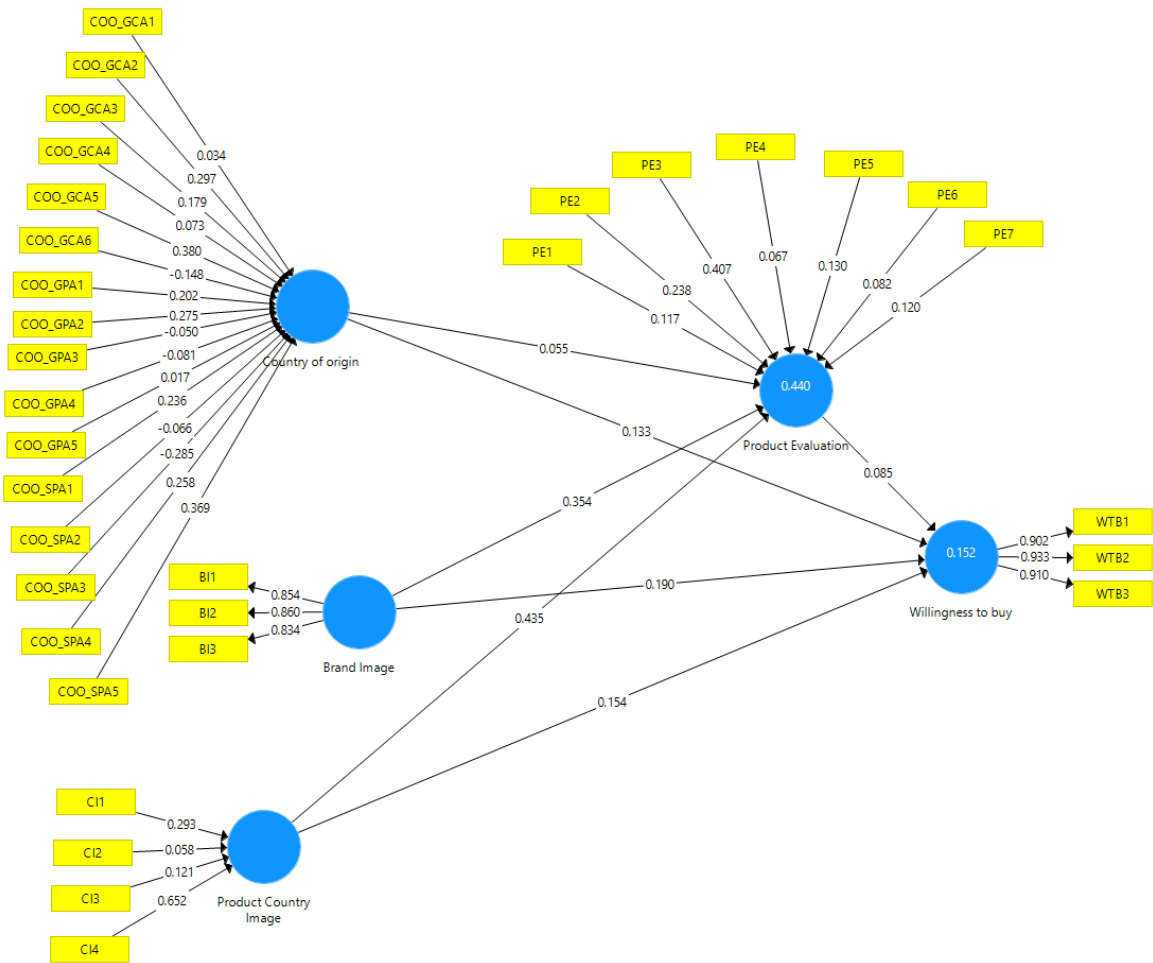 COO_GCA1
COO_GCA2
COO_GCA3
COO_GCA4
COO_GCA5
COO_GCA6
COO_GPA1
COO_GPA2
COO_GPA3
COO_GPA4
COO_GPA5
COO_SPA1
COO_SPA2
COO_SPA3
COO_SPA4
COO_SPA5
0.034
0.297
0.179
0.073
0.380
-0.148
0.202
0.275
-0.050
-0.081
0.017
0.236
-0.066
-0.285
0.258
0.369
Country of origin
PE1
PE2
PE3
PE4
PE5
PE6
PE7
0.117
0.238
0.407
0.067
0.130
0.082
0.120
0.440
Product Evaluation
0.055
0.133
0.354
0.085
0.190
0.435
0.154
BI1
BI2
BI3
0.854
0.860
0.834
Brand Image
0.152
Willingness to buy
0.902
0.933
0.910
WTB1
WTB2
WTB3
CI1
CI2
CI3
CI4
0.293
0.058
0.121
0.652
Product Country
Image